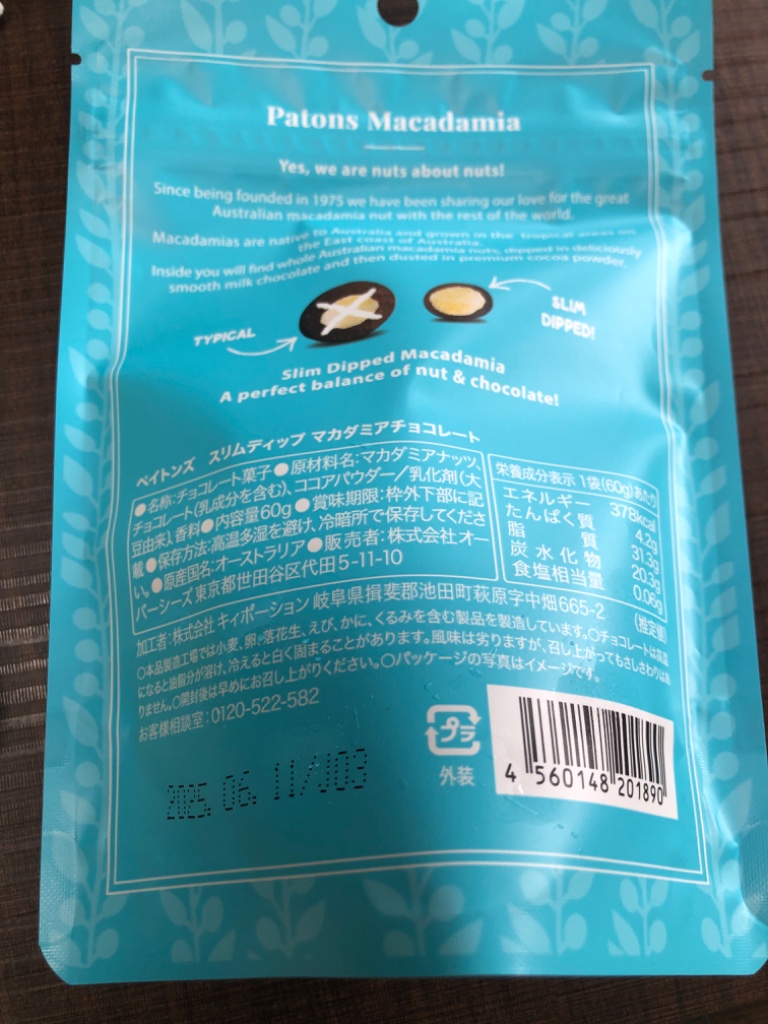 Patons Macadamia
Yes, we are nuts about nuts!
Since being founded in 1975 we have been sharing our love for the great
Australian macadamia nut with the rest of the world.
Macadamias are native to Australia and grown in the tropical areas on
the East coast of Australia.
Inside you will find whole Australian macadamia nuts, dipped in deliciously
smooth milk chocolate and then dusted in premium cocoa powder.
TYPICAL
SLIM
DIPPED!
Slim Dipped Macadamia
A perfect balance of nut & chocolate!
ペイトンズ スリムディップ マカダミアチョコレート
●名称:チョコレート菓子●原材料名:マカダミアナッツ、
チョコレート(乳成分を含む)、ココアパウダー/乳化剤(大
豆由来)、香料●内容量60g●賞味期限:枠外下部に記
載●保存方法:高温多湿を避け、冷暗所で保存してくださ
い。●原産国名:オーストラリア●販売者:株式会社オー
バーシーズ東京都世田谷区代田5-11-10
栄養成分表示 1袋(60g)あたり
エネルギー 378kcal
たんぱく質 4.2g
脂質 31.3g
炭水化物 20.3g
食塩相当量 0.06g
(推定値)
加工者:株式会社 キィポーション 岐阜県揖斐郡池田町萩原字中畑665-2
○本品製造工場では小麦、卵、落花生、えび、かに、くるみを含む製品を製造しています。○チョコレートは高温
になると油脂分が溶け、冷えると白く固まることがあります。風味は劣りますが、召し上がってもさしさわりはあ
りません。○開封後は早めにお召し上がりください。○パッケージの写真はイメージです。
お客様相談室:0120-522-582
プラ
外装
2025.06.11/J03
4 560148 201890